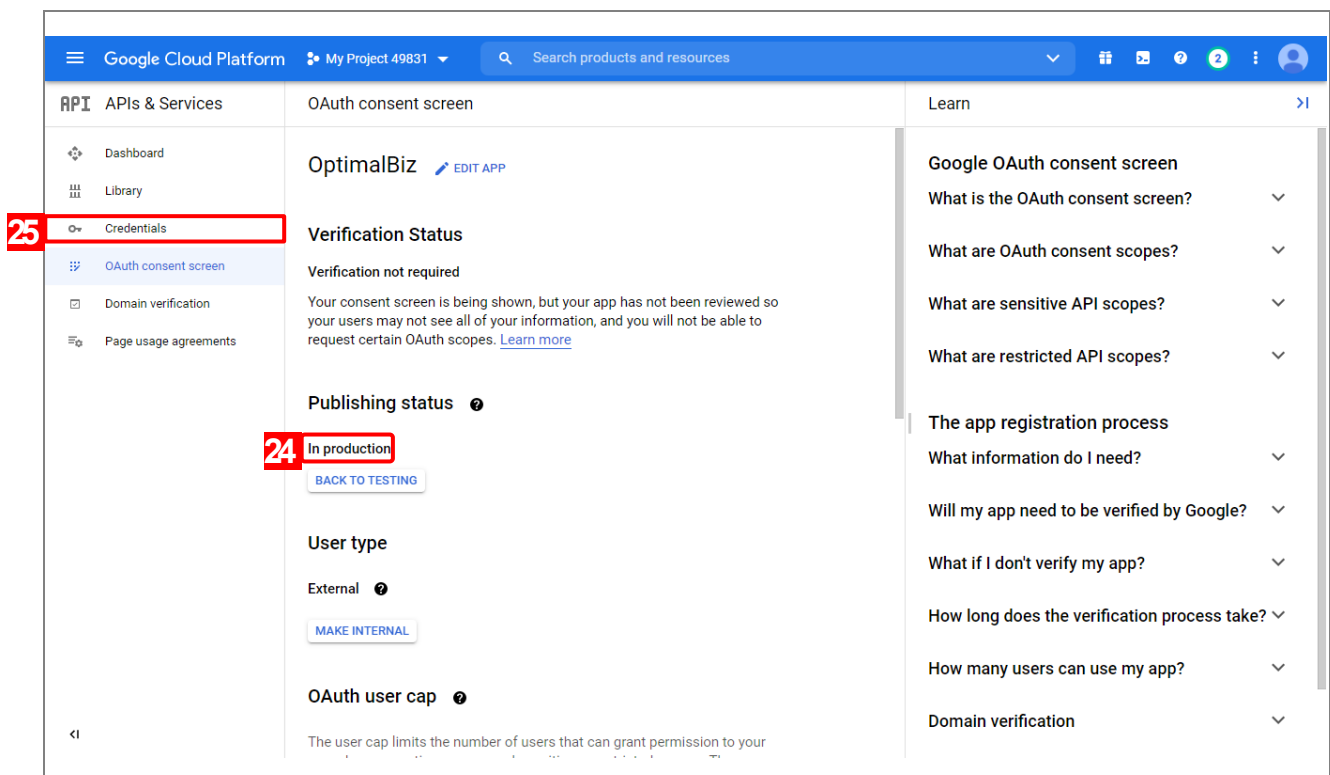 Google Cloud Platform
My Project 49831
Search products and resources
2
API APIs & Services
OAuth consent screen
Learn
Dashboard
Library
25
Credentials
OAuth consent screen
Domain verification
Page usage agreements
OptimalBiz
EDIT APP
Verification Status
Verification not required
Your consent screen is being shown, but your app has not been reviewed so
your users may not see all of your information, and you will not be able to
request certain OAuth scopes. Learn more
Publishing status
24
In production
BACK TO TESTING
User type
External
MAKE INTERNAL
OAuth user cap
The user cap limits the number of users that can grant permission to your
Google OAuth consent screen
What is the OAuth consent screen?
What are OAuth consent scopes?
What are sensitive API scopes?
What are restricted API scopes?
The app registration process
What information do I need?
Will my app need to be verified by Google?
What if I don't verify my app?
How long does the verification process take?
How many users can use my app?
Domain verification